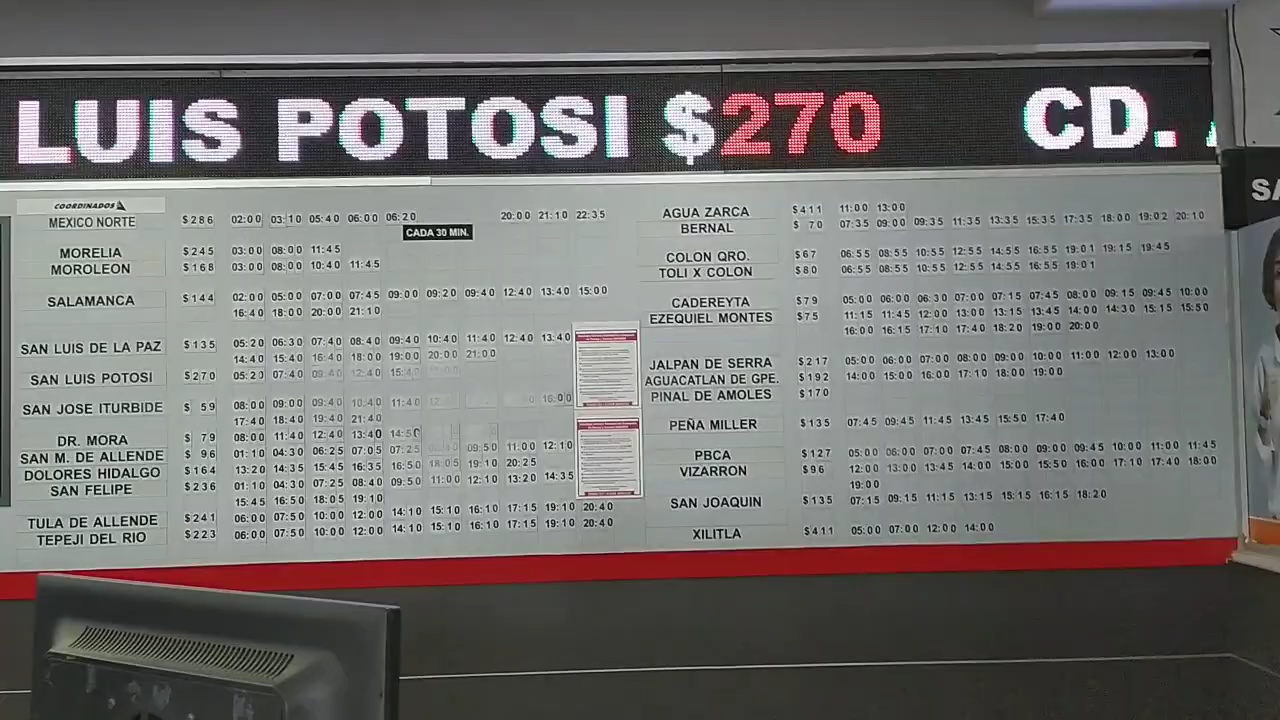 LUIS POTOSI $270 CD.
COORDINADOS
MEXICO NORTE $286 02:00 03:10 05:40 06:00 06:20 20:00 21:10 22:35
CADA 30 MIN.
MORELIA $245 03:00 08:00 11:45
MOROLEON $168 03:00 08:00 10:40 11:45
SALAMANCA $144 02:00 05:00 07:00 07:45 09:00 09:20 09:40 12:40 13:40 15:00
16:40 18:00 20:00 21:10
SAN LUIS DE LA PAZ $135 05:20 06:30 07:40 08:40 09:40 10:40 11:40 12:40 13:40
14:40 15:40 16:40 18:00 19:00 20:00 21:00
SAN LUIS POTOSI $270 05:20 07:40 09:40 12:40 15:40
SAN JOSE ITURBIDE $59 08:00 09:00 09:40 10:40 11:40 16:00
17:40 18:40 19:40 21:40
DR. MORA $79 08:00 11:40 12:40 13:40 14:50
SAN M. DE ALLENDE $96 01:10 04:30 06:25 07:05 07:25 09:50 11:00 12:10
DOLORES HIDALGO $164 13:20 14:35 15:45 16:35 16:50 18:05 19:10 20:25
SAN FELIPE $236 01:10 04:30 07:25 08:40 09:50 11:00 12:10 13:20 14:35
15:45 16:50 18:05 19:10
TULA DE ALLENDE $241 06:00 07:50 10:00 12:00 14:10 15:10 16:10 17:15 19:10 20:40
TEPEJI DEL RIO $223 06:00 07:50 10:00 12:00 14:10 15:10 16:10 17:15 19:10 20:40
AGUA ZARCA $411 11:00 13:00
BERNAL $70 07:35 09:00 09:35 11:35 13:35 15:35 17:35 18:00 19:02 20:10
COLON QRO. $67 06:55 08:55 10:55 12:55 14:55 16:55 19:01 19:15 19:45
TOLI X COLON $80 06:55 08:55 10:55 12:55 14:55 16:55 19:01
CADEREYTA $79 05:00 06:00 06:30 07:00 07:15 07:45 08:00 09:15 09:45 10:00
EZEQUIEL MONTES $75 11:15 11:45 12:00 13:00 13:15 13:45 14:00 14:30 15:15 15:50
16:00 16:15 17:10 17:40 18:20 19:00 20:00
JALPAN DE SERRA $217 05:00 06:00 07:00 08:00 09:00 10:00 11:00 12:00 13:00
AGUACATLAN DE GPE. $192 14:00 15:00 16:00 17:10 18:00 19:00
PINAL DE AMOLES $170
PEÑA MILLER $135 07:45 09:45 11:45 13:45 15:50 17:40
PBCA $127 05:00 06:00 07:00 08:00 09:00 09:45 10:00 11:00 11:45
VIZARRON $96 12:00 13:00 13:45 14:00 15:00 15:50 16:00 17:10 17:40 18:00
19:00
SAN JOAQUIN $135 07:15 09:15 11:15 13:15 15:15 16:15 18:20
XILITLA $411 05:00 07:00 12:00 14:00